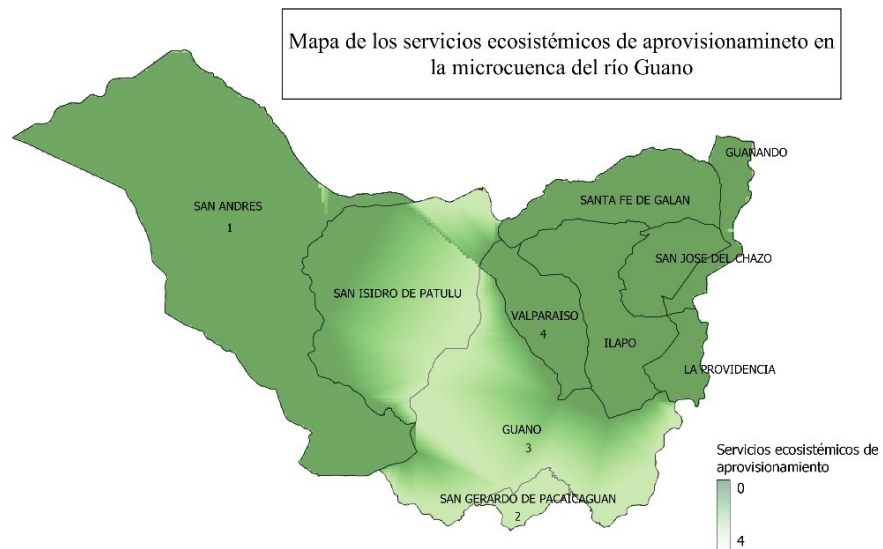 Mapa de los servicios ecosistémicos de aprovisionamineto en
la microcuenca del río Guano
GUANANDO
SANTA FE DE GALAN
SAN ANDRES
1
SAN JOSE DEL CHAZO
SAN ISIDRO DE PATULU
VALPARAISO
4
ILAPO
LA PROVIDENCIA
GUANO
3
SAN GERARDO DE PACAICAGUAN
2
Servicios ecosistémicos de
aprovisionamiento
0
4